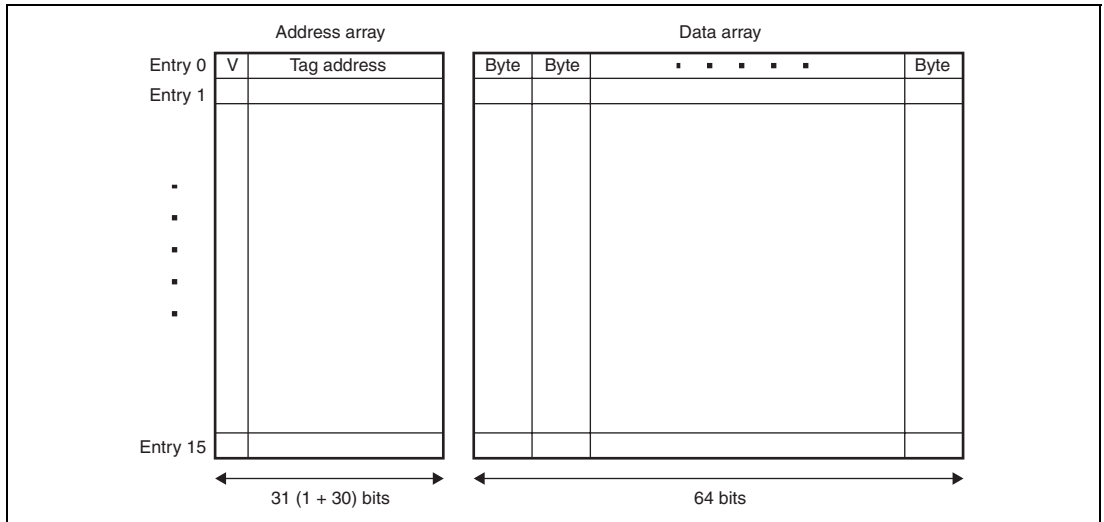 Address array
Data array
Entry 0
V
Tag address
Byte
Byte
Byte
Entry 1
Entry 15
31 (1 + 30) bits
64 bits